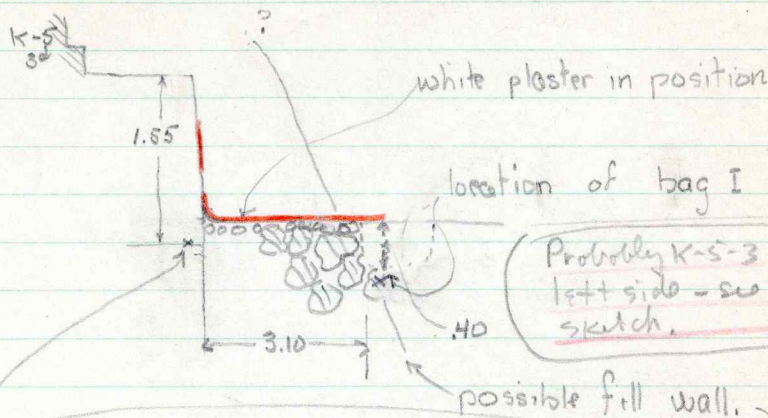 ?
K-5
3d
white plaster in position
1.55
location of bag I
Probably K-5-3
left side - see
sketch.
.40
3.10
possible fill wall.